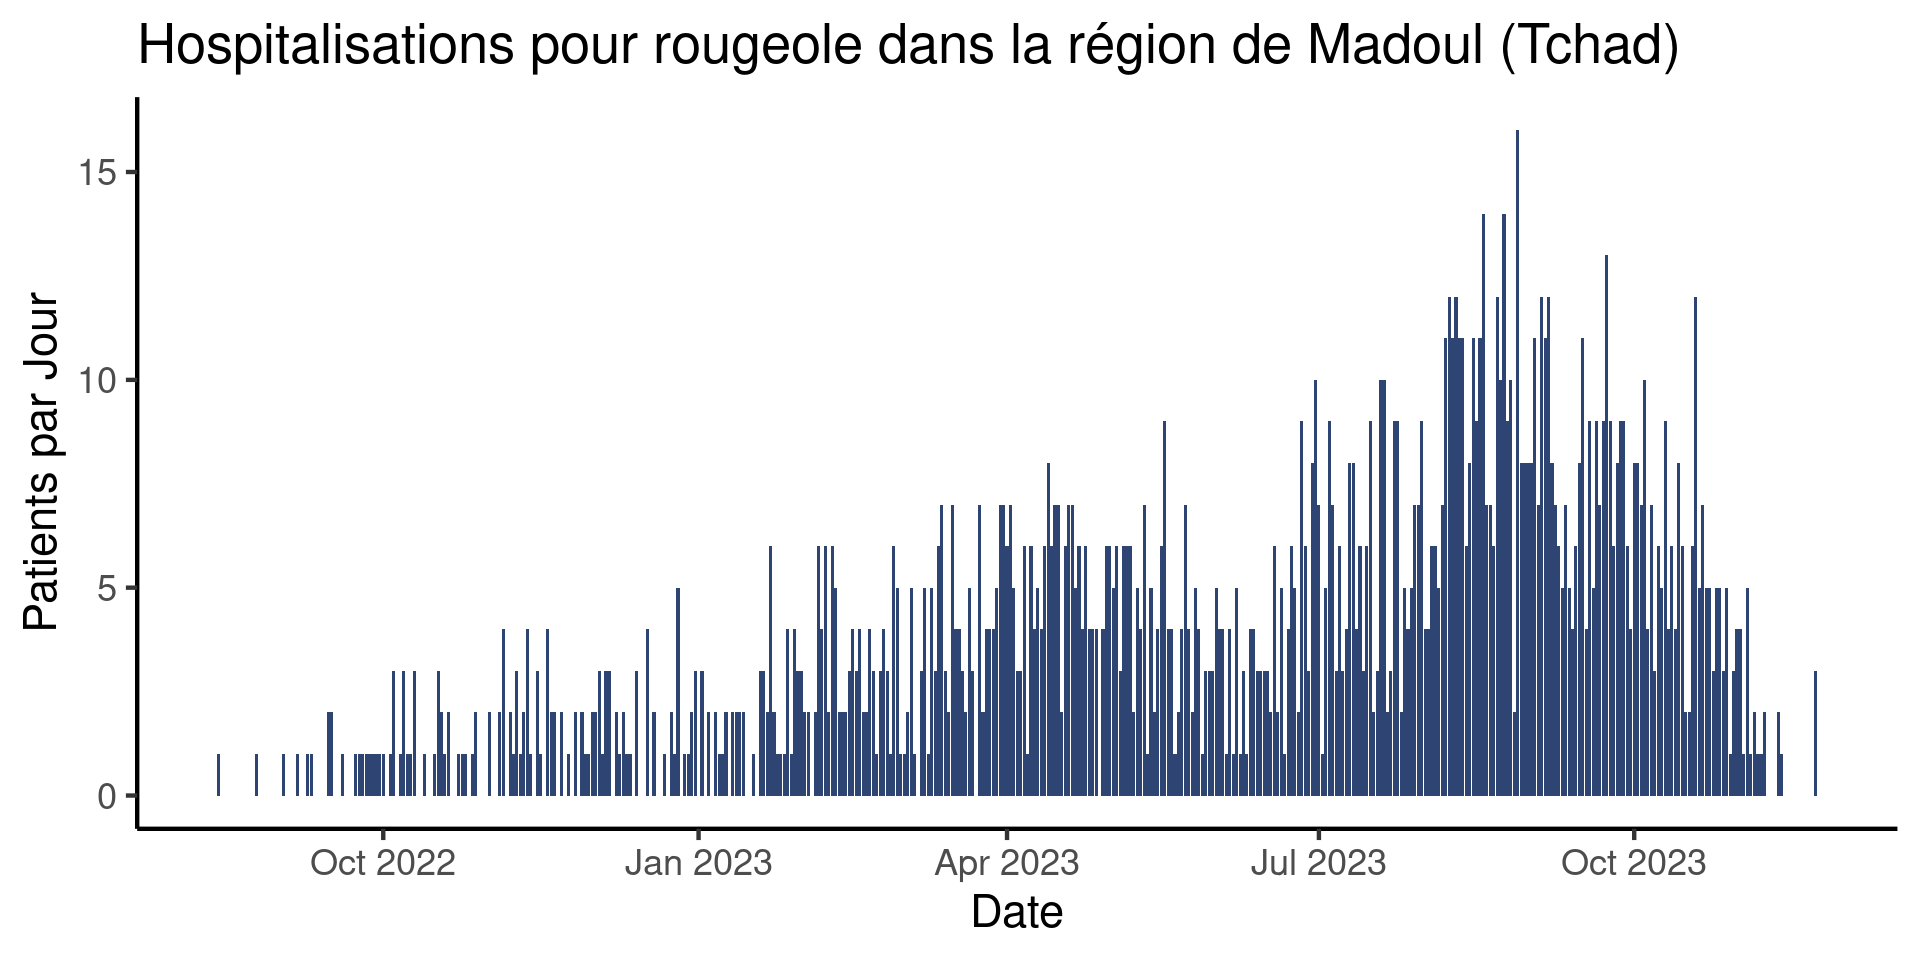 Hospitalisations pour rougeole dans la région de Madoul (Tchad)
Patients par Jour
15
10
5
0
Oct 2022
Jan 2023
Apr 2023
Jul 2023
Oct 2023
Date